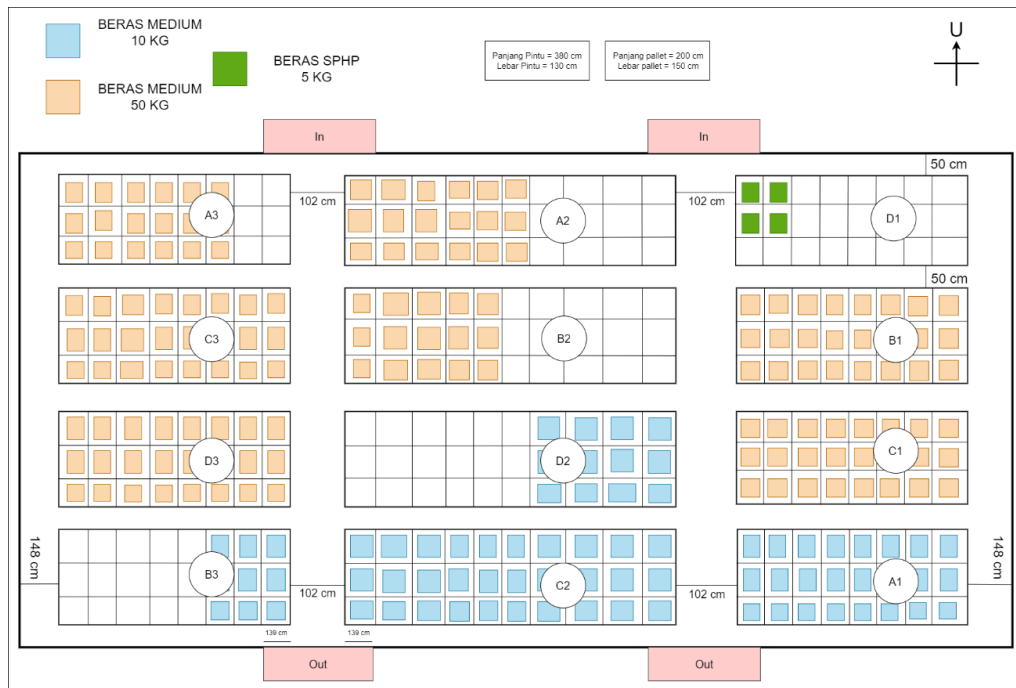 BERAS MEDIUM
10 KG
BERAS SPHP
5 KG
BERAS MEDIUM
50 KG
Panjang Pintu = 380 cm
Lebar Pintu = 130 cm
Panjang pallet = 200 cm
Lebar pallet = 150 cm
U
In
In
50 cm
A3
102 cm
A2
102 cm
D1
50 cm
C3
B2
B1
D3
D2
C1
148 cm
B3
102 cm
C2
102 cm
A1
148 cm
139 cm
139 cm
Out
Out